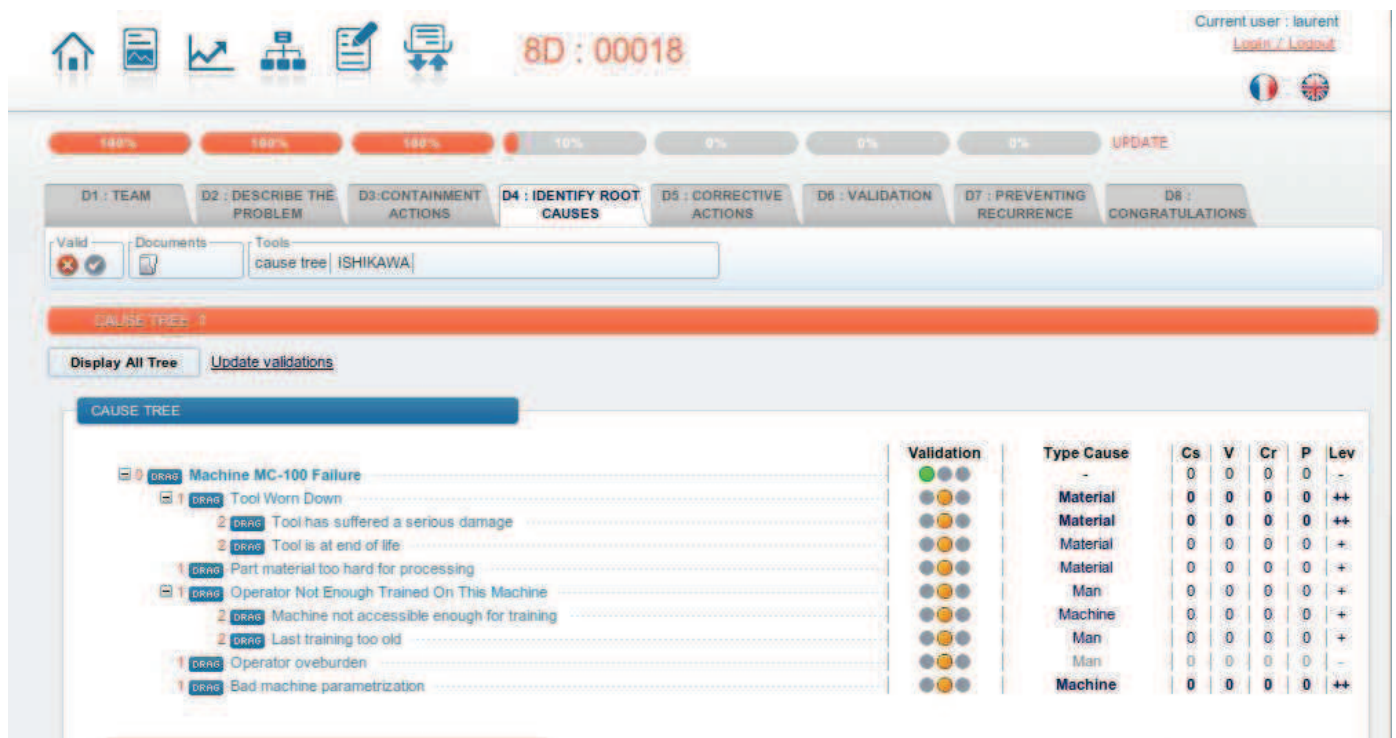 Current user : laurent
Login / Logout
8D : 00018
100% 100% 100% 10% 0% 0% 0% UPDATE
D1 : TEAM D2 : DESCRIBE THE PROBLEM D3:CONTAINMENT ACTIONS D4 : IDENTIFY ROOT CAUSES D5 : CORRECTIVE ACTIONS D6 : VALIDATION D7 : PREVENTING RECURRENCE D8 : CONGRATULATIONS
Valid Documents Tools
cause tree | ISHIKAWA|
CAUSE TREE
Display All Tree Update validations
CAUSE TREE
Validation Type Cause Cs V Cr P Lev
0 DRAG Machine MC-100 Failure - 0 0 0 0 -
1 DRAG Tool Worn Down Material 0 0 0 0 ++
2 DRAG Tool has suffered a serious damage Material 0 0 0 0 ++
2 DRAG Tool is at end of life Material 0 0 0 0 +
1 DRAG Part material too hard for processing Material 0 0 0 0 +
1 DRAG Operator Not Enough Trained On This Machine Man 0 0 0 0 +
2 DRAG Machine not accessible enough for training Machine 0 0 0 0 +
2 DRAG Last training too old Man 0 0 0 0 +
1 DRAG Operator oveburden Man 0 0 0 0 -
1 DRAG Bad machine parametrization Machine 0 0 0 0 ++